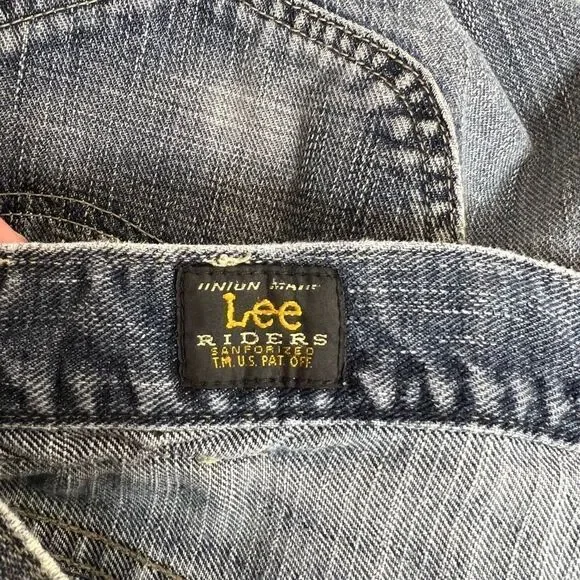 UNION MADE
Lee
RIDERS
SANFORIZED
T.M. U.S. PAT. OFF.